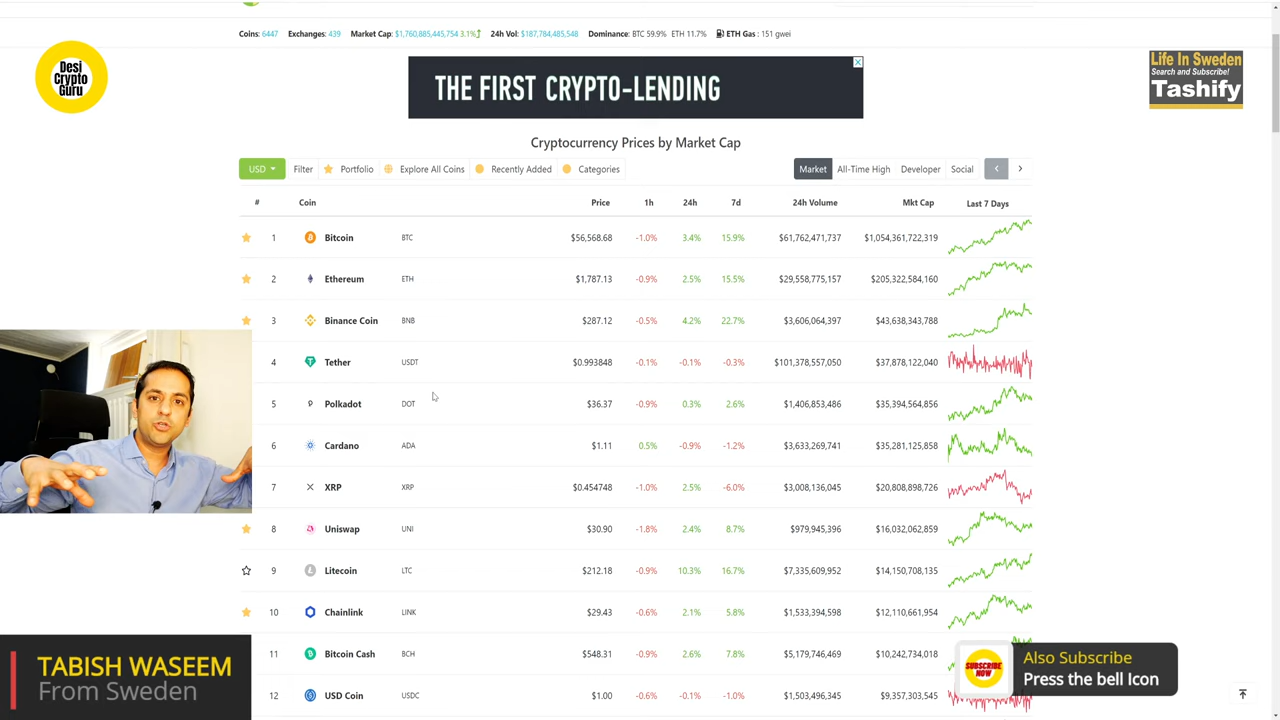 Coins: 6447 Exchanges: 439 Market Cap: $1,760,885,445,754 3.1% 24h Vol: $187,784,485,548 Dominance: BTC 59.9% ETH 11.7% ETH Gas : 151 gwei
Desi
Crypto
Guru
THE FIRST CRYPTO-LENDING
Life In Sweden
Search and Subscribe!
Tashify
Cryptocurrency Prices by Market Cap
USD Filter Portfolio Explore All Coins Recently Added Categories Market All-Time High Developer Social
# Coin Price 1h 24h 7d 24h Volume Mkt Cap Last 7 Days
1 Bitcoin BTC $56,568.68 -1.0% 3.4% 15.9% $61,762,471,737 $1,054,361,722,319
2 Ethereum ETH $1,787.13 -0.9% 2.5% 15.5% $29,558,775,157 $205,322,584,160
3 Binance Coin BNB $287.12 -0.5% 4.2% 22.7% $3,606,064,397 $43,638,343,788
4 Tether USDT $0.993848 -0.1% -0.1% -0.3% $101,378,557,050 $37,878,122,040
5 Polkadot DOT $36.37 -0.9% 0.3% 2.6% $1,406,853,486 $35,394,564,856
6 Cardano ADA $1.11 0.5% -0.9% -1.2% $3,633,269,741 $35,281,125,858
7 XRP XRP $0.454748 -1.0% 2.5% -6.0% $3,008,136,045 $20,808,898,726
8 Uniswap UNI $30.90 -1.8% 2.4% 8.7% $979,945,396 $16,032,062,859
9 Litecoin LTC $212.18 -0.9% 10.3% 16.7% $7,335,609,952 $14,150,708,135
10 Chainlink LINK $29.43 -0.6% 2.1% 5.8% $1,533,394,598 $12,110,661,954
11 Bitcoin Cash BCH $548.31 -0.9% 2.6% 7.8% $5,179,746,469 $10,242,734,018
12 USD Coin USDC $1.00 -0.6% -0.1% -1.0% $1,503,496,345 $9,357,303,545
TABISH WASEEM
From Sweden
SUBSCRIBE
NOW
Also Subscribe
Press the bell Icon